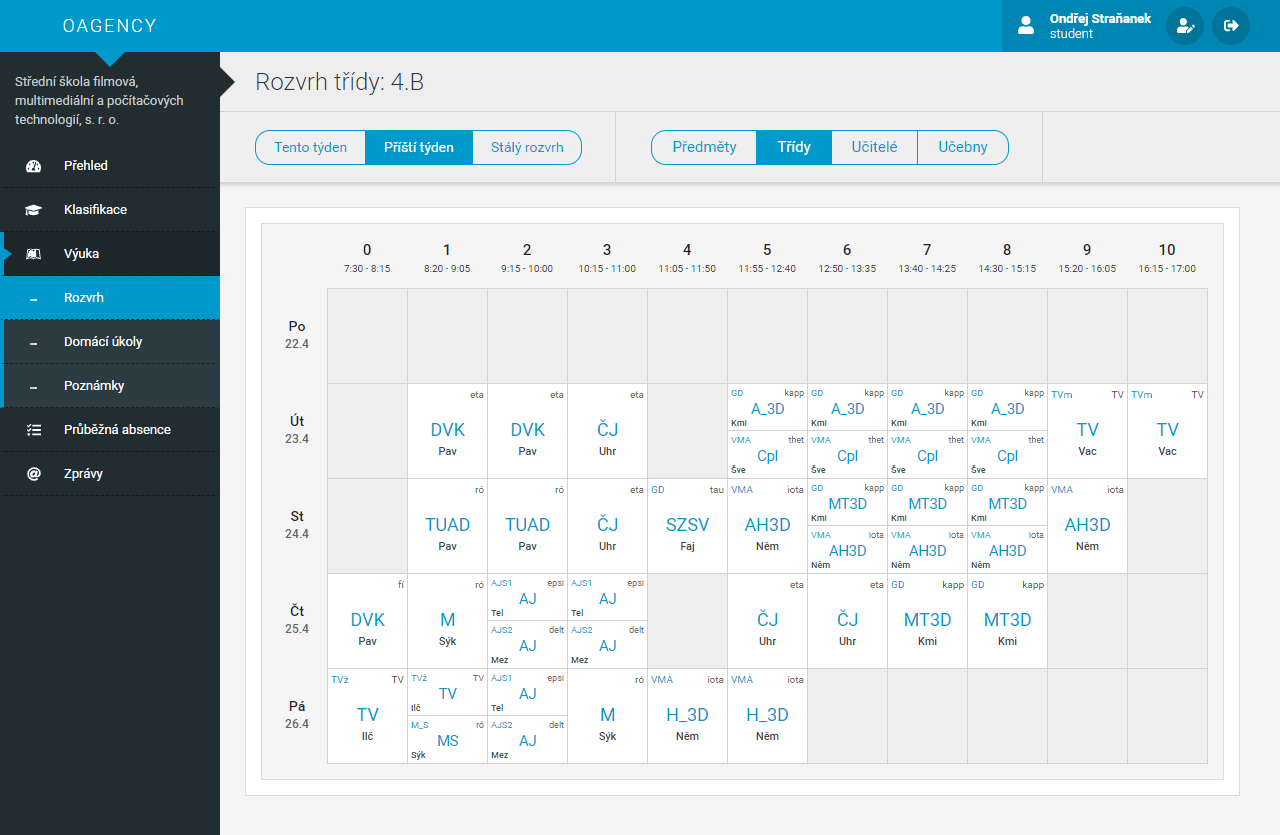 OAGENCY
Ondřej Straňanek
student
Střední škola filmová,
multimediální a počítačových
technologií, s. r. o.
Přehled
Klasifikace
Výuka
Rozvrh
Domácí úkoly
Poznámky
Průběžná absence
Zprávy
Rozvrh třídy: 4.B
Tento týden Příští týden Stálý rozvrh
Předměty Třídy Učitelé Učebny
0 1 2 3 4 5 6 7 8 9 10
7:30 - 8:15 8:20 - 9:05 9:15 - 10:00 10:15 - 11:00 11:05 - 11:50 11:55 - 12:40 12:50 - 13:35 13:40 - 14:25 14:30 - 15:15 15:20 - 16:05 16:15 - 17:00
Po
22.4
Út
23.4
eta eta eta GD kapp GD kapp GD kapp GD kapp TVm TV TVm TV
A_3D A_3D A_3D A_3D
Kmi Kmi Kmi Kmi
DVK DVK ČJ TV TV
VMA thet VMA thet VMA thet VMA thet
Pav Pav Uhr Cpl Cpl Cpl Cpl Vac Vac
Šve Šve Šve Šve
St
24.4
ró ró eta GD tau VMA iota GD kapp GD kapp GD kapp VMA iota
MT3D MT3D MT3D
Kmi Kmi Kmi
TUAD TUAD ČJ SZSV AH3D AH3D
VMA iota VMA iota VMA iota
Pav Pav Uhr Faj Něm AH3D AH3D AH3D Něm
Něm Něm Něm
Čt
25.4
fí ró AJS1 epsi AJS1 epsi eta eta GD kapp GD kapp
AJ AJ
Tel Tel
DVK M ČJ ČJ MT3D MT3D
AJS2 delt AJS2 delt
Pav Sýk AJ AJ Uhr Uhr Kmi Kmi
Mez Mez
Pá
26.4
TVž TV TVž TV AJS1 epsi ró VMA iota VMA iota
TV AJ
Ilč Tel
TV M H_3D H_3D
M_S ró AJS2 delt
Ilč MS AJ Sýk Něm Něm
Sýk Mez